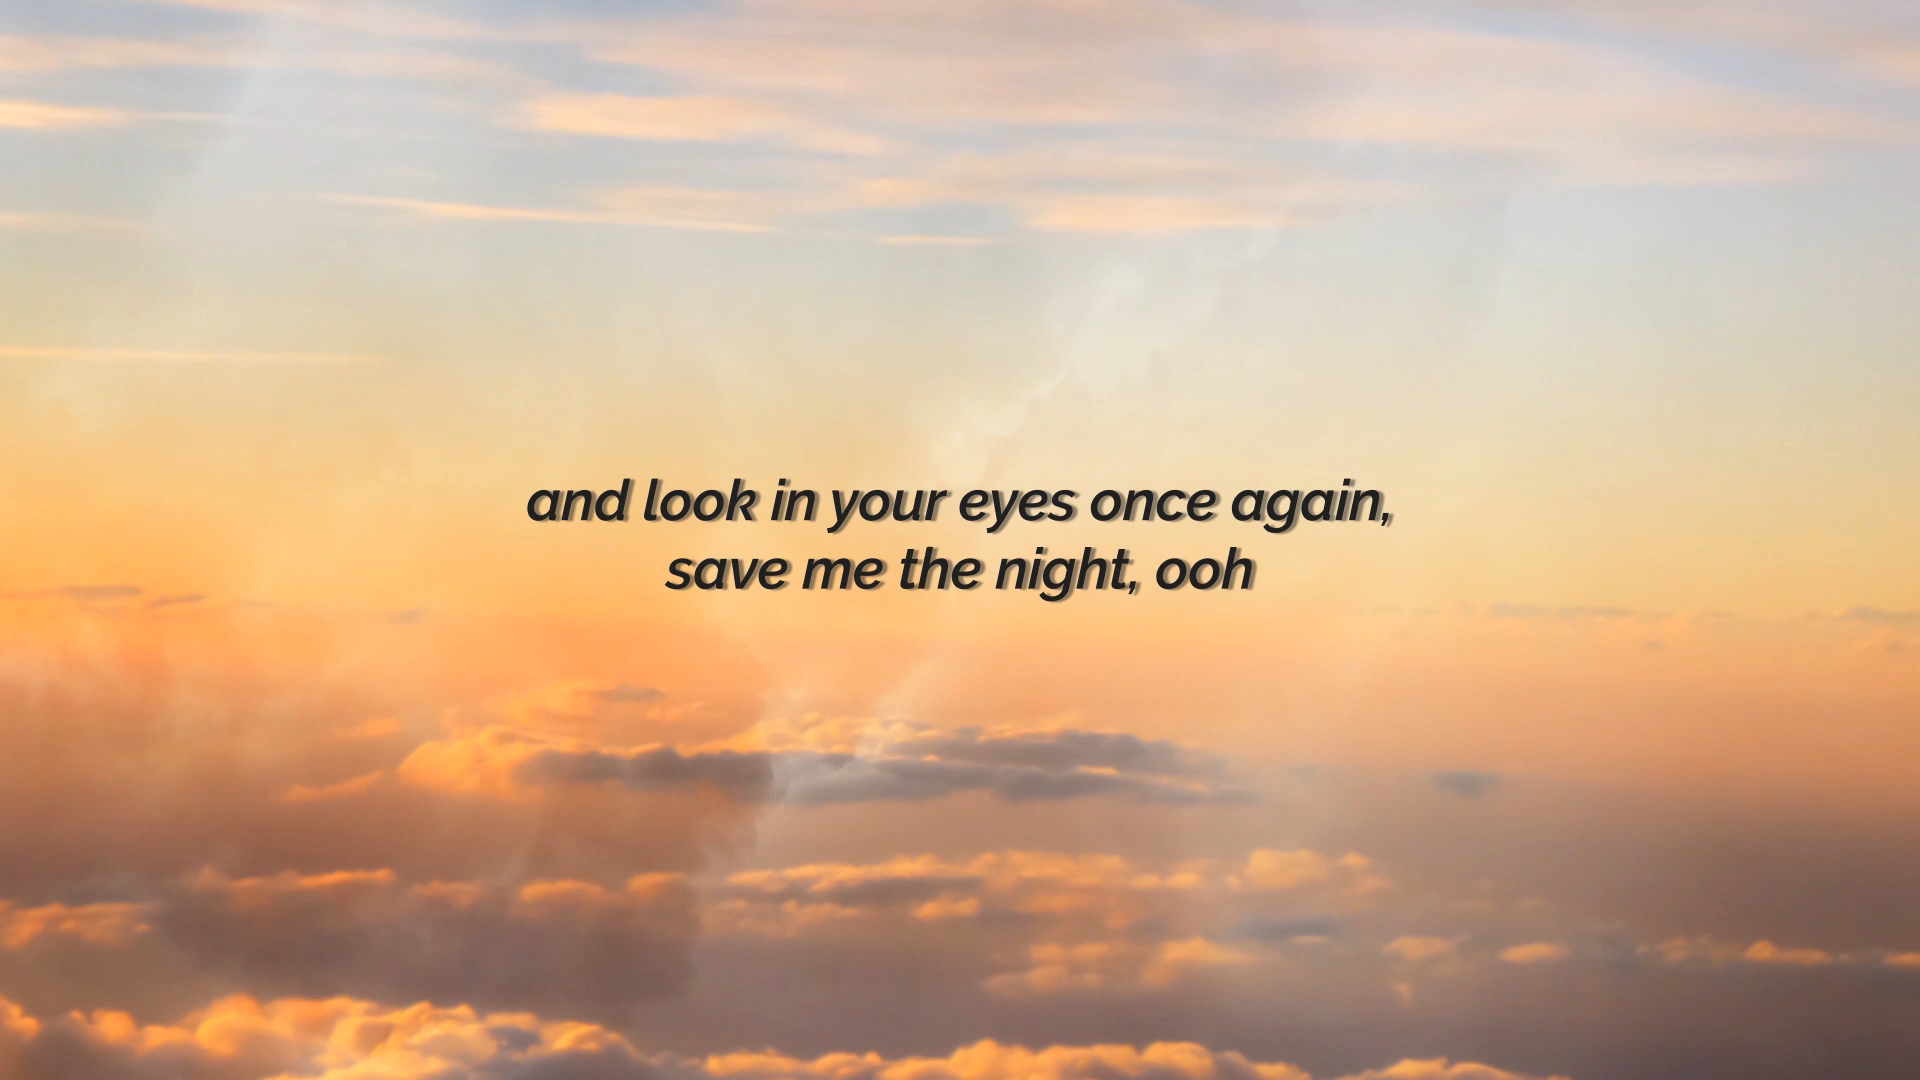 and look in your eyes once again,
save me the night, ooh